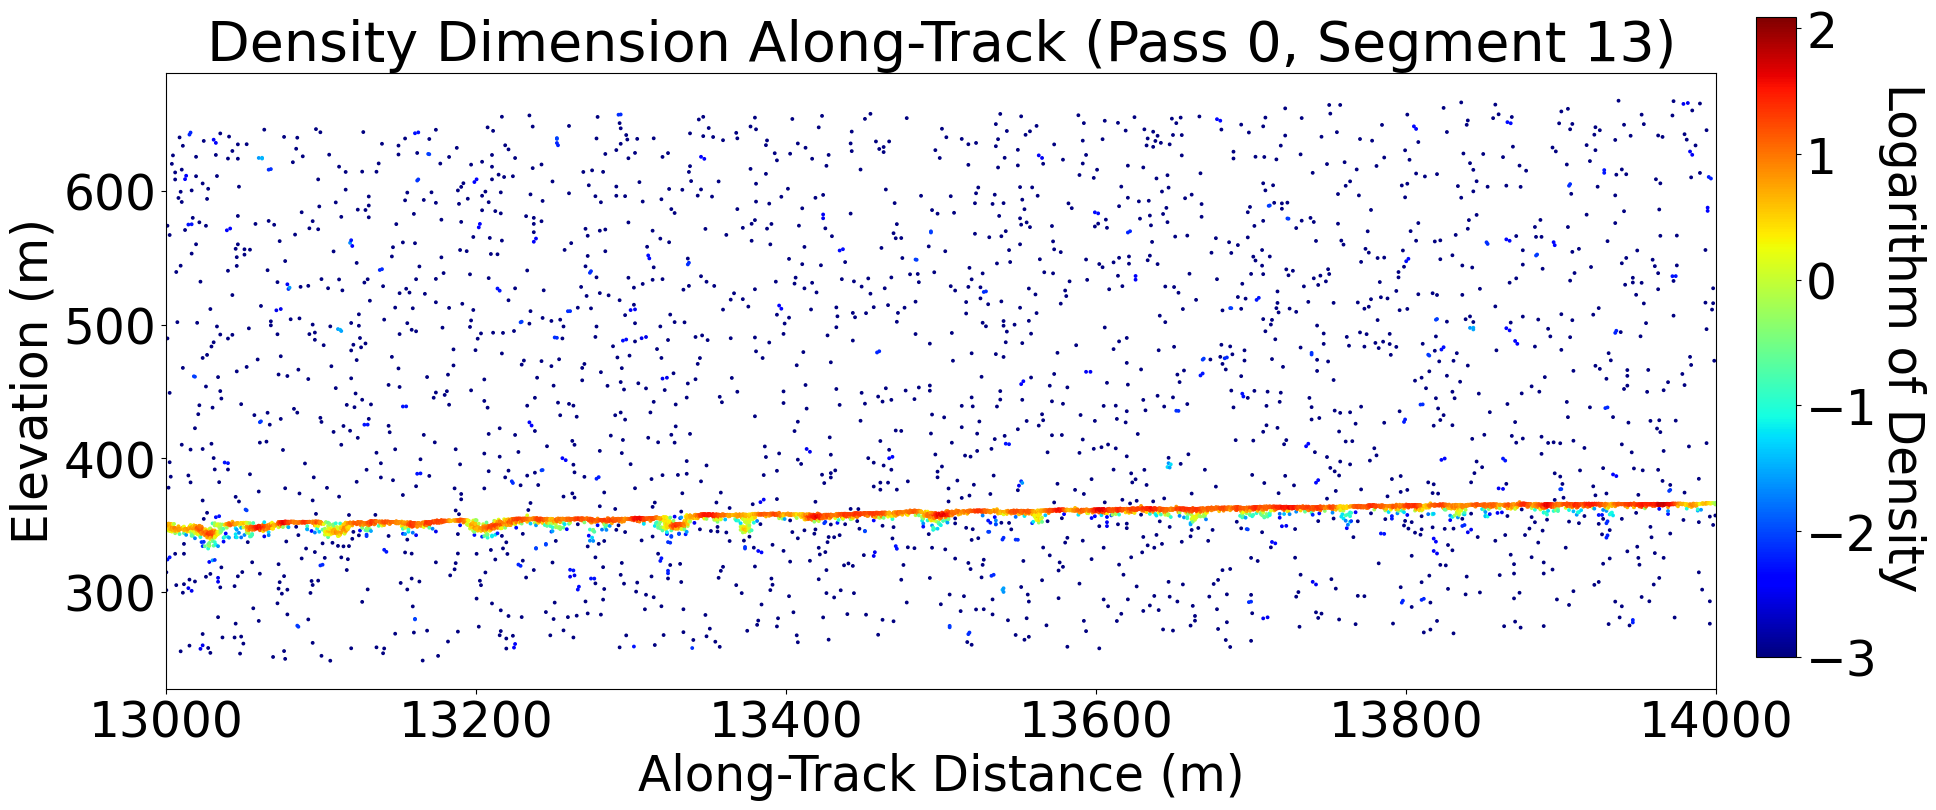 Density Dimension Along-Track (Pass 0, Segment 13)
Elevation (m)
600
500
400
300
13000 13200 13400 13600 13800 14000
Along-Track Distance (m)
2
1
0
−1
−2
−3
Logarithm of Density